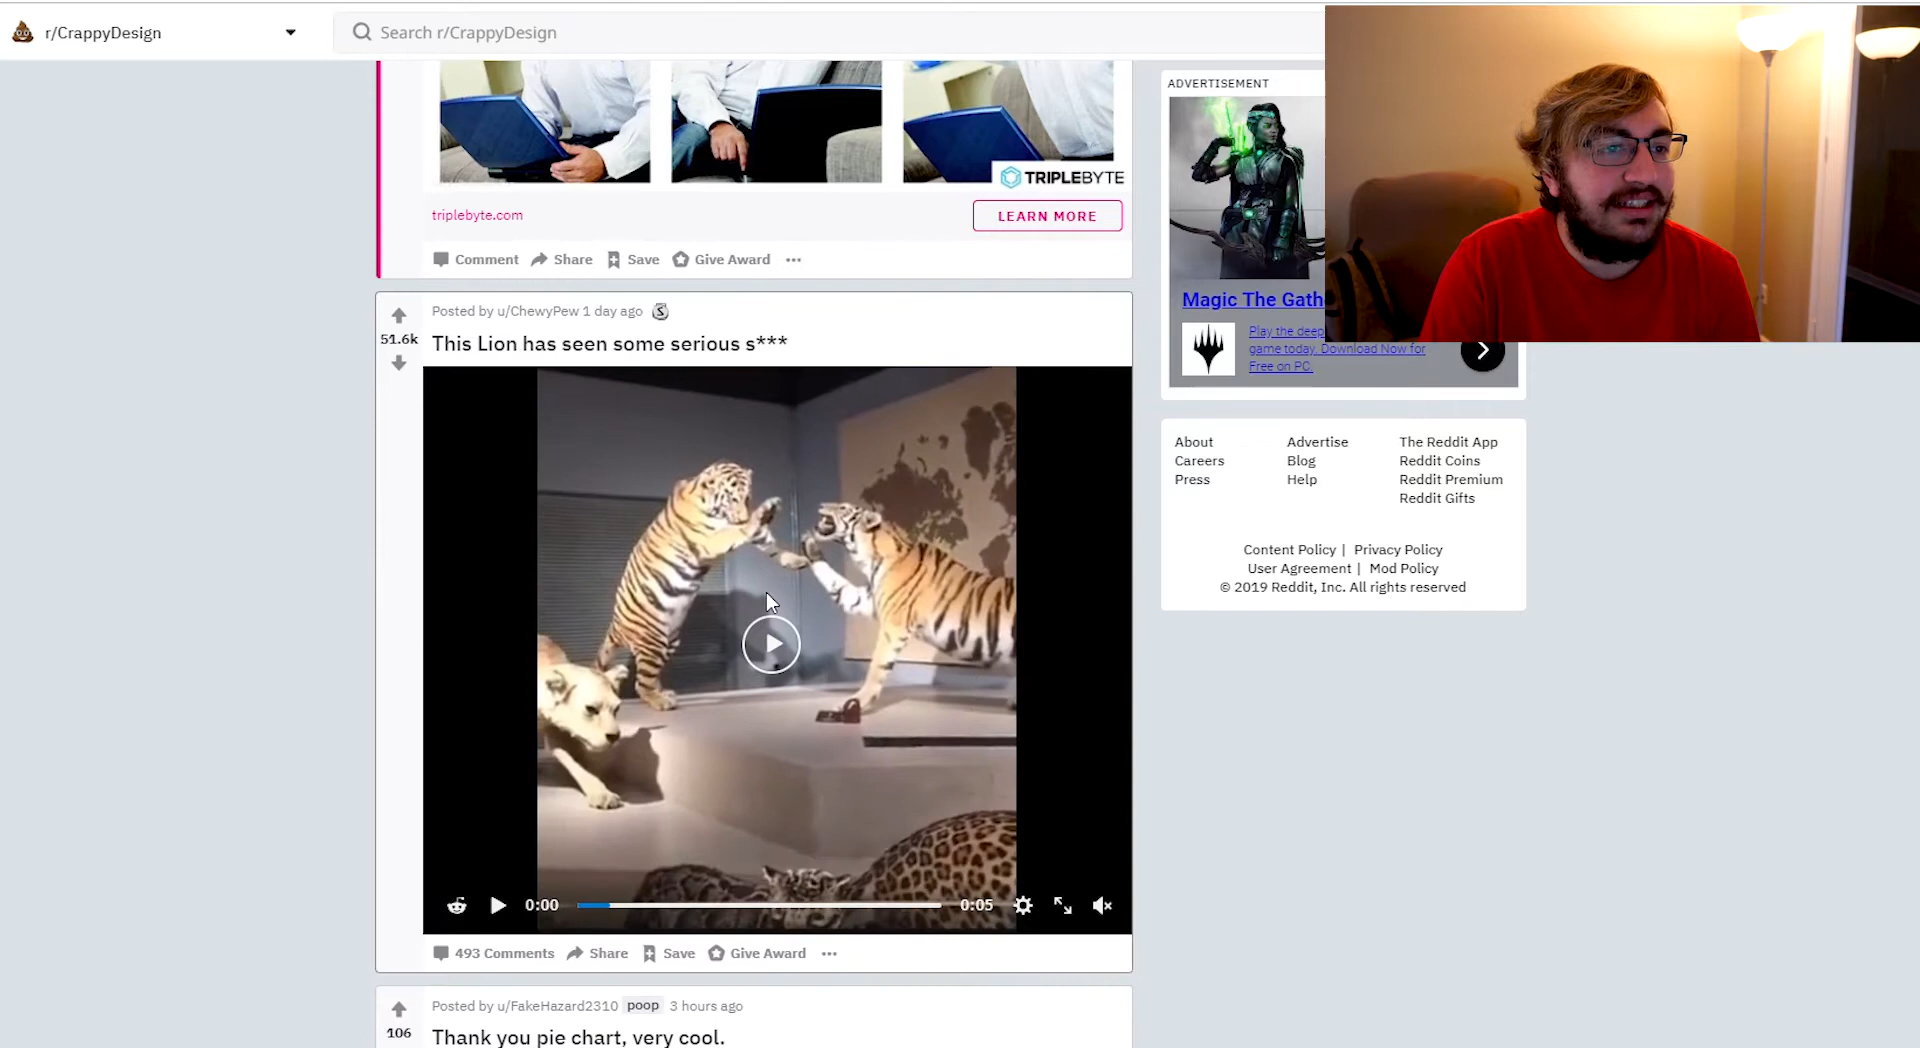 r/CrappyDesign
Search r/CrappyDesign
TRIPLEBYTE
triplebyte.com
LEARN MORE
Comment Share Save Give Award
Posted by u/ChewyPew 1 day ago
51.6k
This Lion has seen some serious s***
0:00
0:05
493 Comments Share Save Give Award
Posted by u/FakeHazard2310 poop 3 hours ago
106
Thank you pie chart, very cool.
ADVERTISEMENT
Magic The Gath
Play the deep
game today. Download Now for
Free on PC.
About Advertise The Reddit App
Careers Blog Reddit Coins
Press Help Reddit Premium
Reddit Gifts
Content Policy | Privacy Policy
User Agreement | Mod Policy
© 2019 Reddit, Inc. All rights reserved